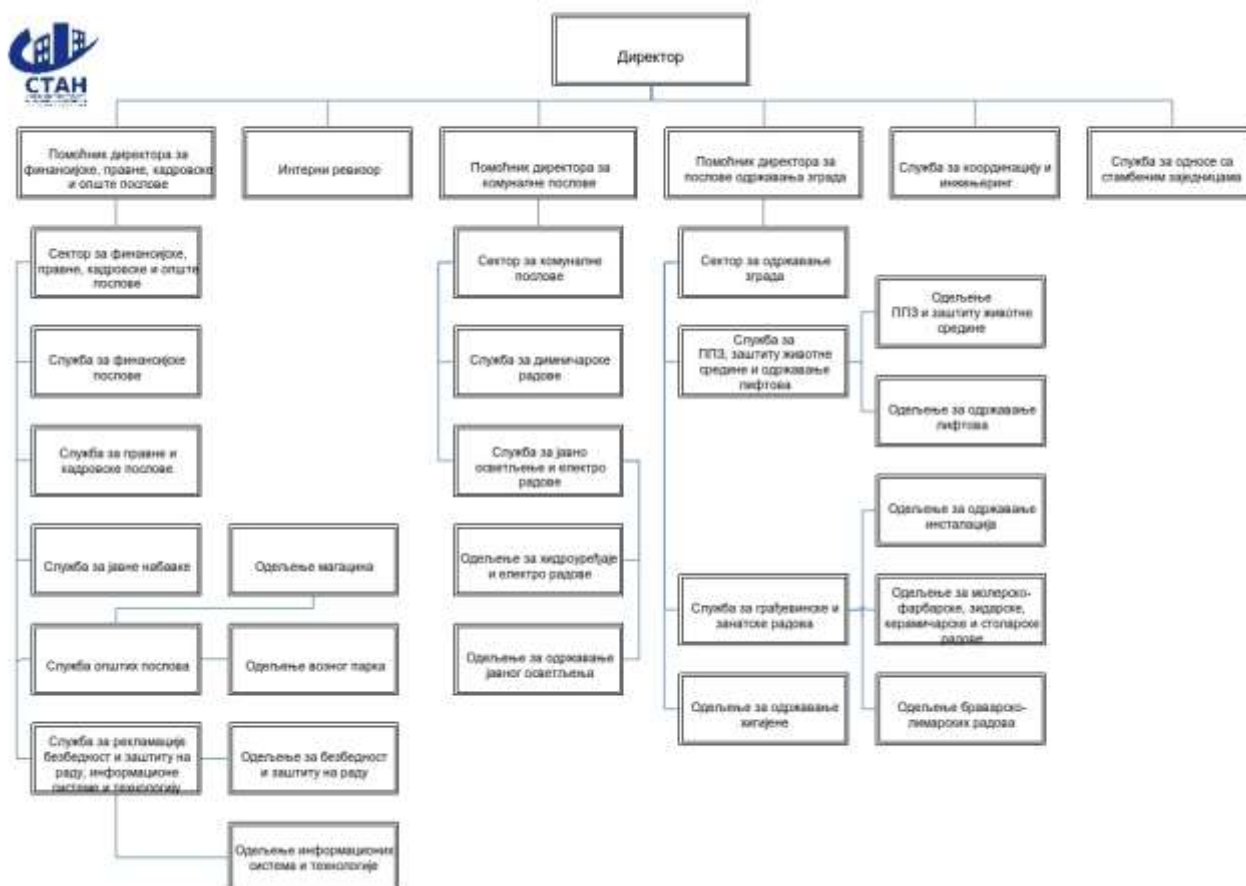 СТАН
Директор
Помоћник директора за
финансијске, правне, кадровске
и опште послове
Интерни ревизор
Помоћник директора за
комуналне послове
Помоћник директора за
послове одржавања зграда
Служба за координацију и
инжењеринг
Служба за односе са
стамбеним заједницама
Сектор за финансијске,
правне, кадровске и опште
послове
Сектор за комуналне
послове
Сектор за одржавање
зграда
Одељење
ППЗ и заштиту животне
средине
Служба за финансијске
послове
Служба за димничарске
радове
Служба за
ППЗ, заштиту животне
средине и одржавање
лифтова
Одељење за одржавање
лифтова
Служба за правне и
кадровске послове
Служба за јавно
осветљење и електро
радове
Одељење за одржавање
инсталација
Служба за јавне набавке
Одељење магацина
Одељење за хидроуређаје
и електро радове
Служба за грађевинске и
занатске радова
Одељење за молерско-
фарбарске, зидарске,
керамичарске и столарске
радове
Служба општих послова
Одељење возног парка
Одељење за одржавање
јавног осветљења
Одељење за одржавање
хигијене
Одељење браварско-
лимарских радова
Служба за рекламације
безбедност и заштиту на
раду, информационе
системе и технологију
Одељење за безбедност
и заштиту на раду
Одељење информационих
система и технологије